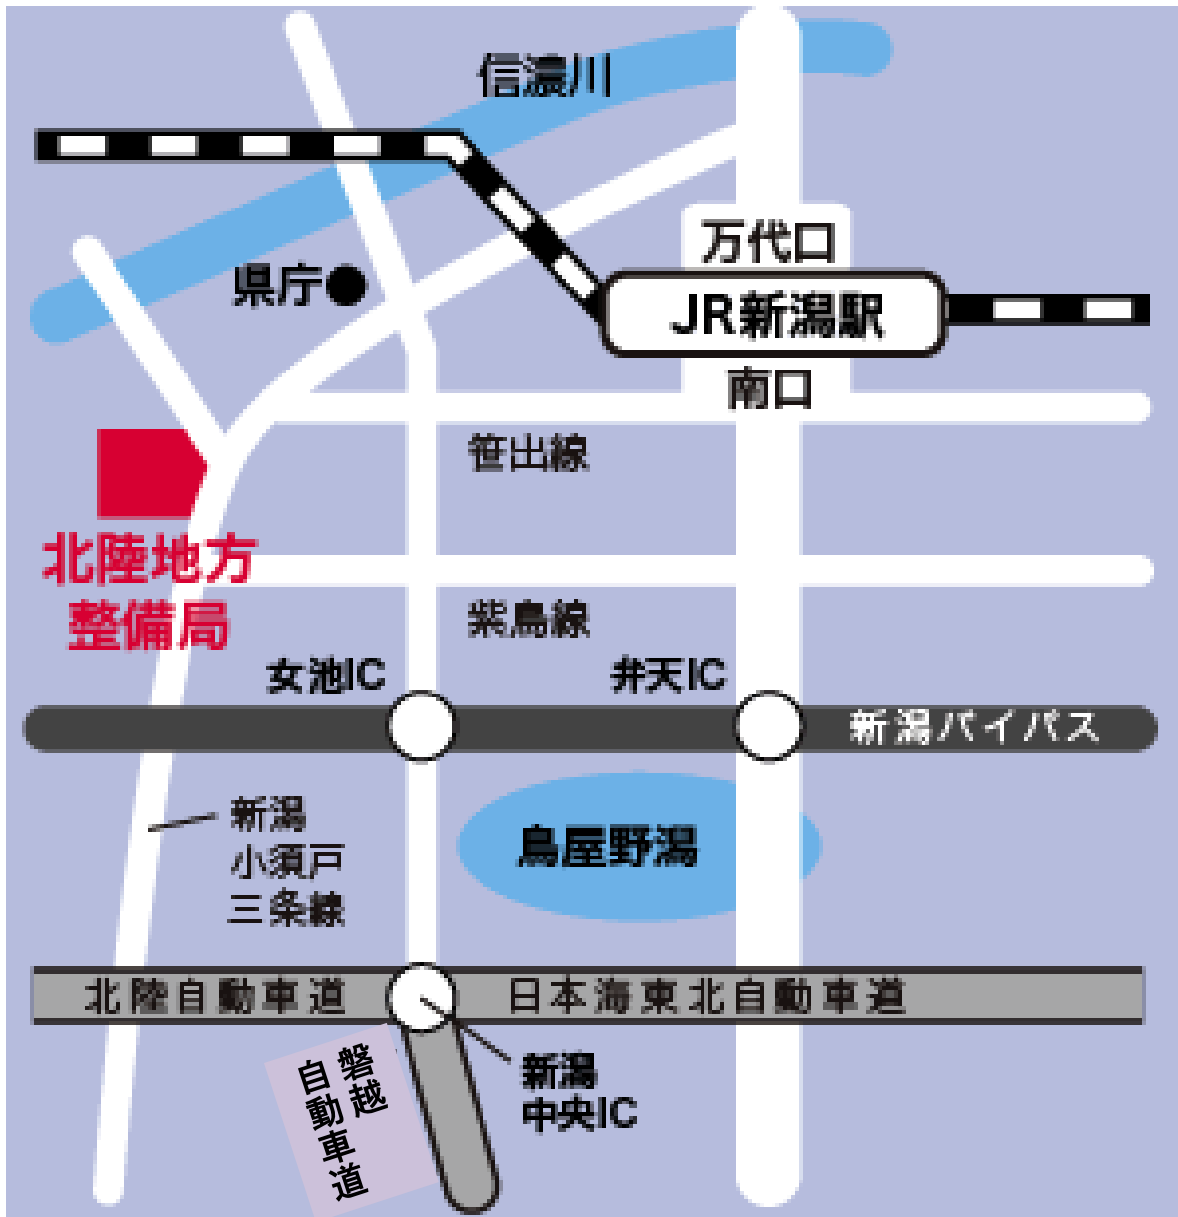 信濃川
万代口
県庁
JR新潟駅
南口
笹出線
北陸地方
整備局
紫鳥線
女池IC
弁天IC
新潟バイパス
新潟
小須戸
三条線
鳥屋野潟
北陸自動車道
日本海東北自動車道
磐越
自動車道
新潟
中央IC